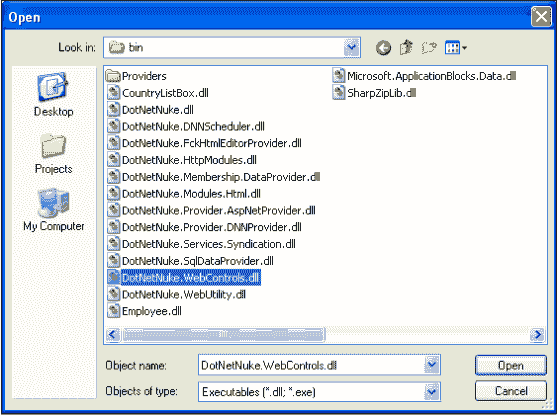 Open
Look in:
bin
Desktop
Projects
My Computer
Providers
CountryListBox.dll
DotNetNuke.dll
DotNetNuke.DNNScheduler.dll
DotNetNuke.FckHtmlEditorProvider.dll
DotNetNuke.HttpModules.dll
DotNetNuke.Membership.DataProvider.dll
DotNetNuke.Modules.Html.dll
DotNetNuke.Provider.AspNetProvider.dll
DotNetNuke.Provider.DNNProvider.dll
DotNetNuke.Services.Syndication.dll
DotNetNuke.SqlDataProvider.dll
DotNetNuke.WebControls.dll
DotNetNuke.WebUtility.dll
Employee.dll
Microsoft.ApplicationBlocks.Data.dll
SharpZipLib.dll
Object name:
DotNetNuke.WebControls.dll
Open
Objects of type:
Executables (*.dll; *.exe)
Cancel